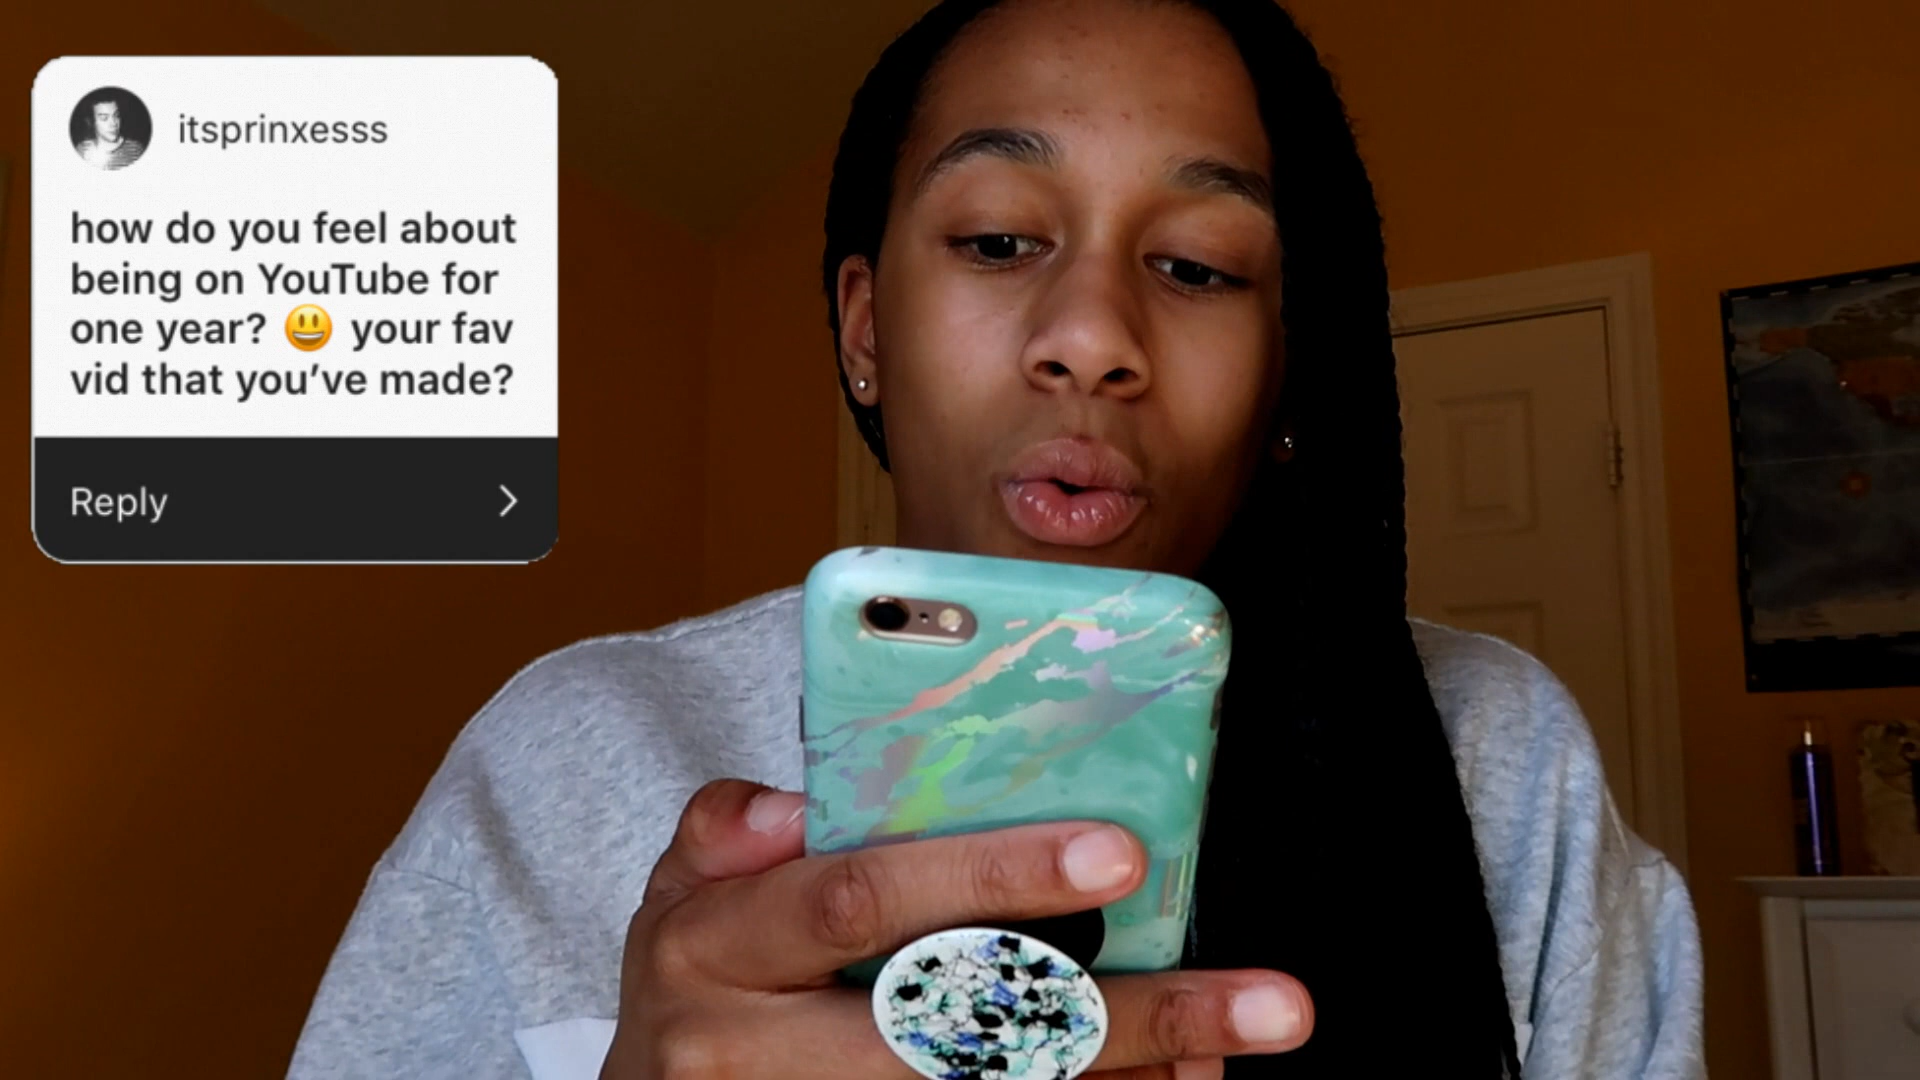 itsprinxesss
how do you feel about
being on YouTube for
one year? 😃 your fav
vid that you’ve made?
Reply